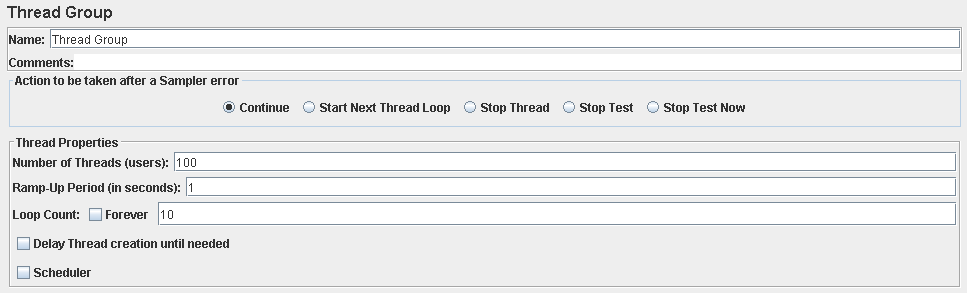 Thread Group
Name: Thread Group
Comments:
Action to be taken after a Sampler error
Continue Start Next Thread Loop Stop Thread Stop Test Stop Test Now
Thread Properties
Number of Threads (users): 100
Ramp-Up Period (in seconds): 1
Loop Count: Forever 10
Delay Thread creation until needed
Scheduler